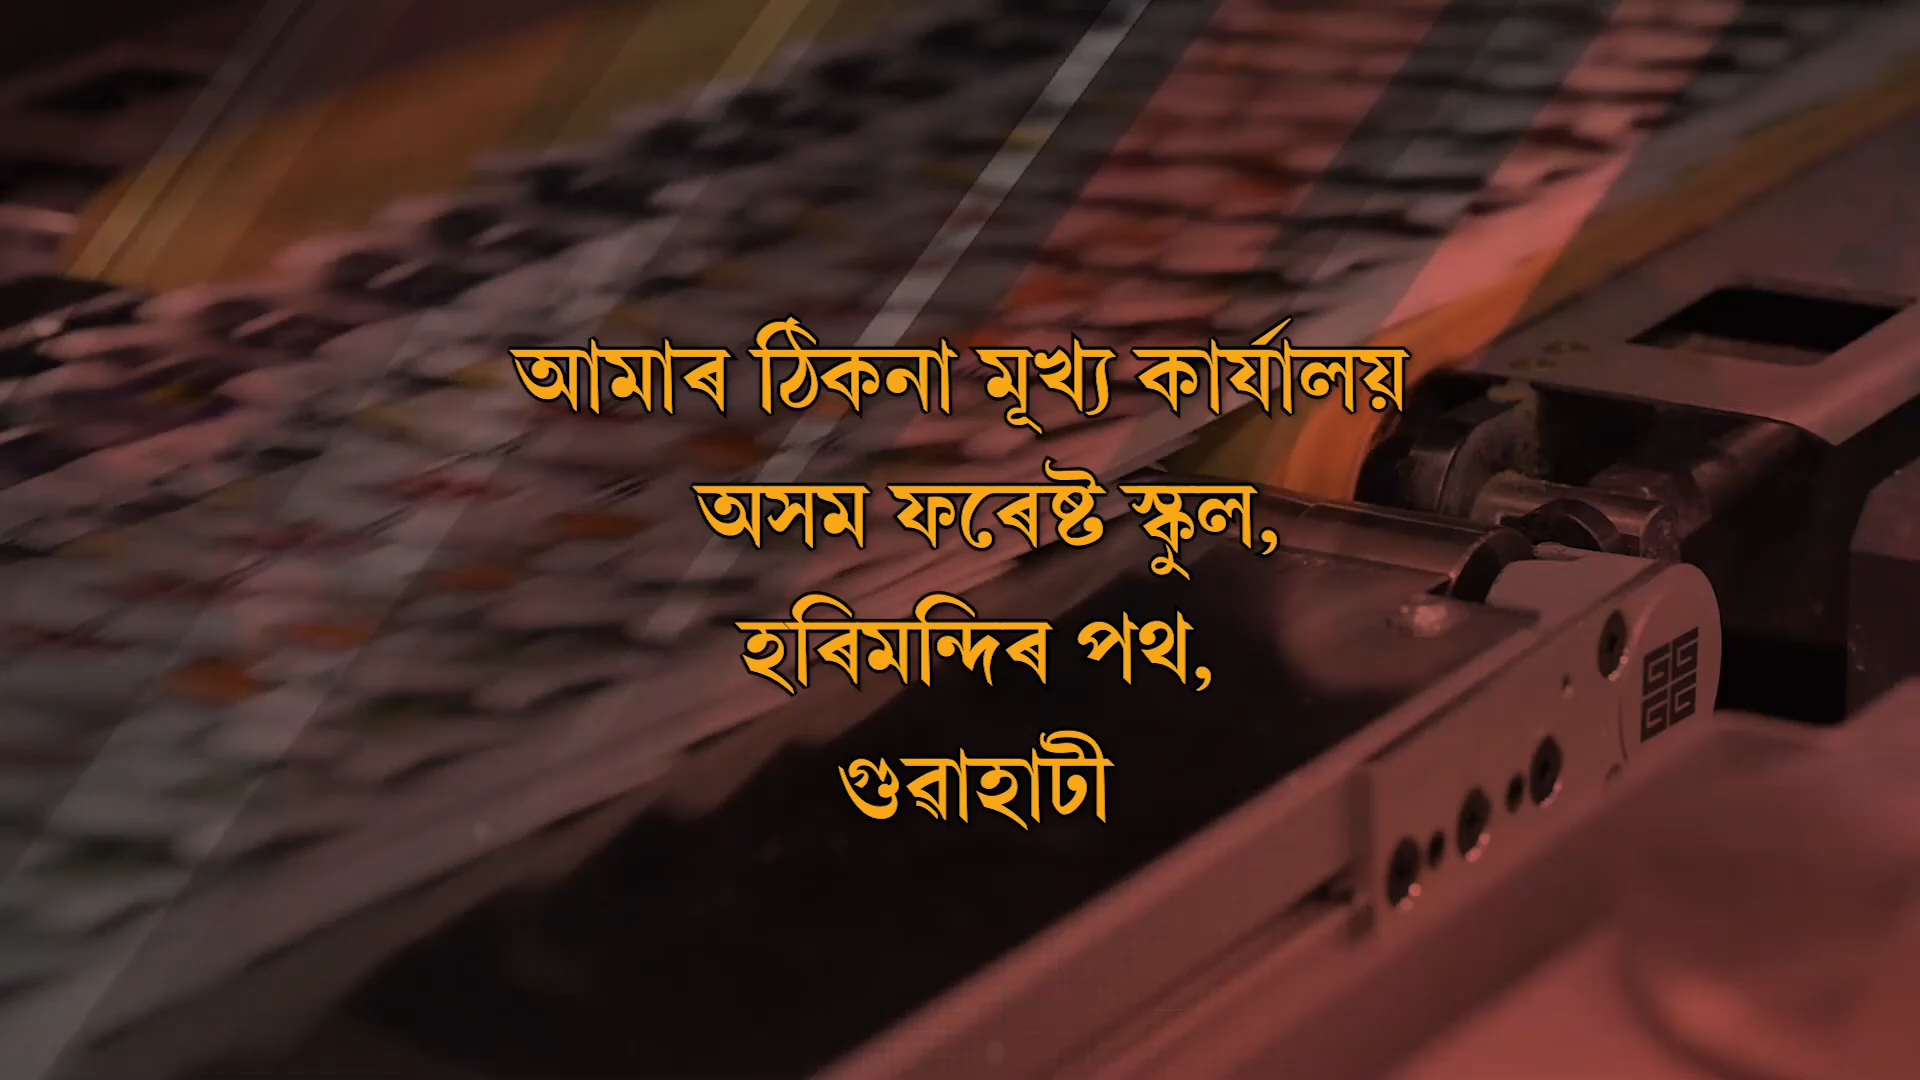 আমাৰ ঠিকনা মূখ্য কাৰ্যালয়
অসম ফৰেষ্ট স্কুল,
হৰিমন্দিৰ পথ,
গুৱাহাটী